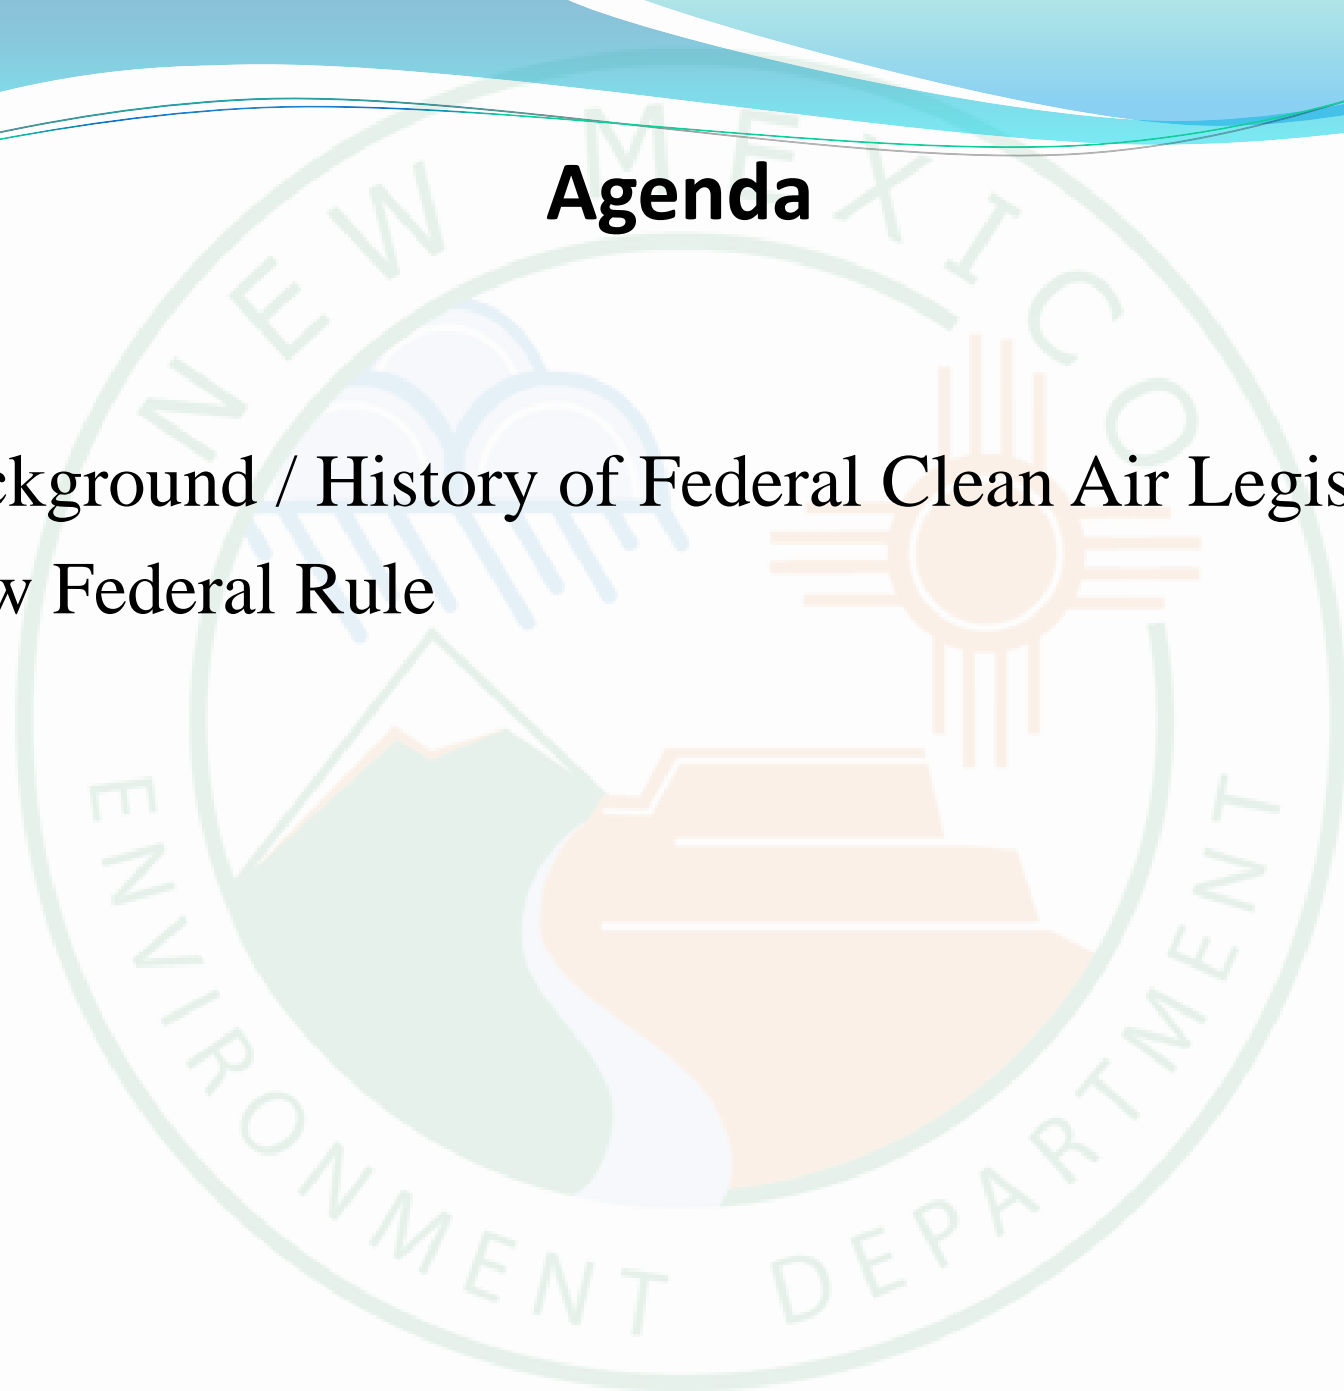 Agenda
NEW MEXICO
ckground / History of Federal Clean Air Legis
w Federal Rule
ENVIRONMENT DEPARTMENT